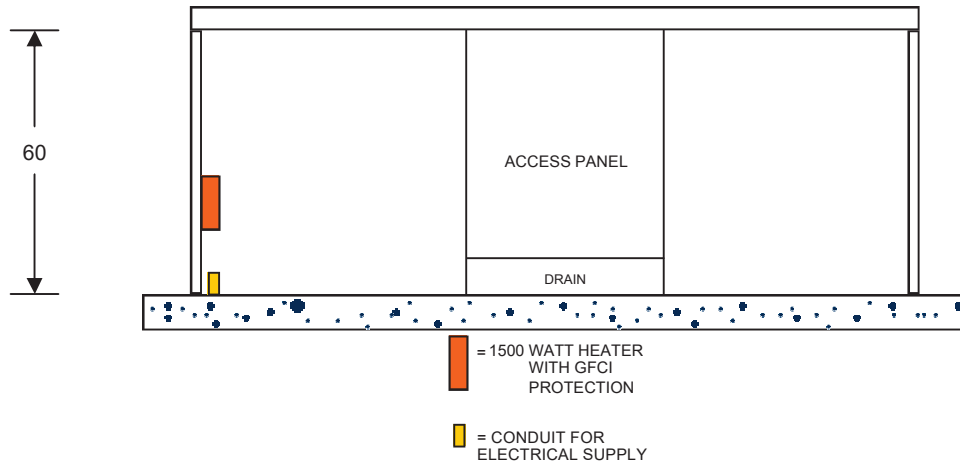 60
ACCESS PANEL
DRAIN
= 1500 WATT HEATER
WITH GFCI
PROTECTION
= CONDUIT FOR
ELECTRICAL SUPPLY